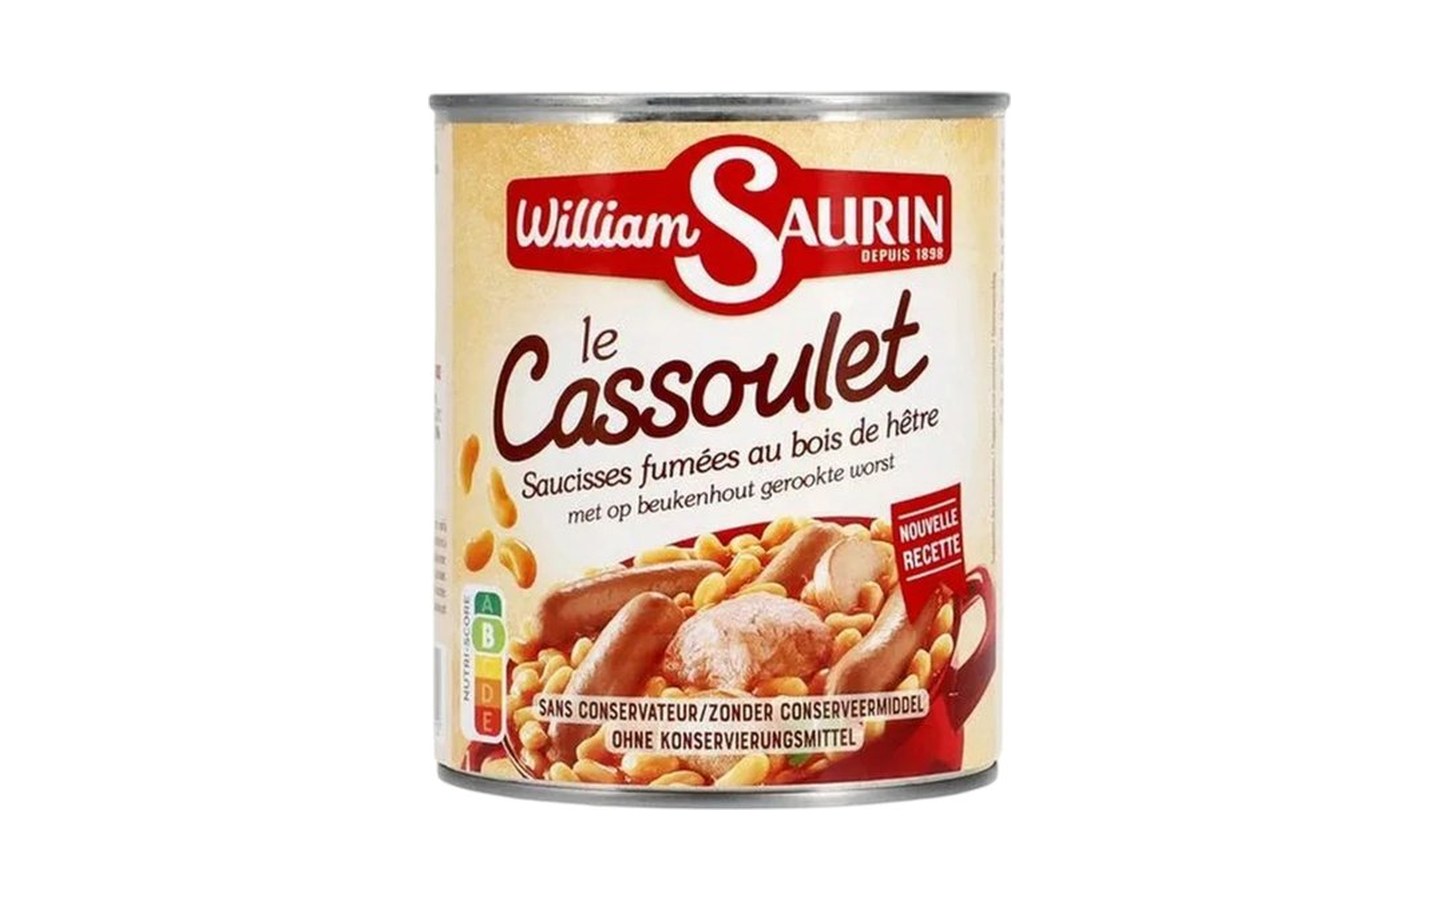 William SAURIN
DEPUIS 1898
le
Cassoulet
Saucisses fumées au bois de hêtre
met op beukenhout gerookte worst
NOUVELLE
RECETTE
NUTRI-SCORE
A
B
C
D
E
SANS CONSERVATEUR/ZONDER CONSERVEERMIDDEL
OHNE KONSERVIERUNGSMITTEL